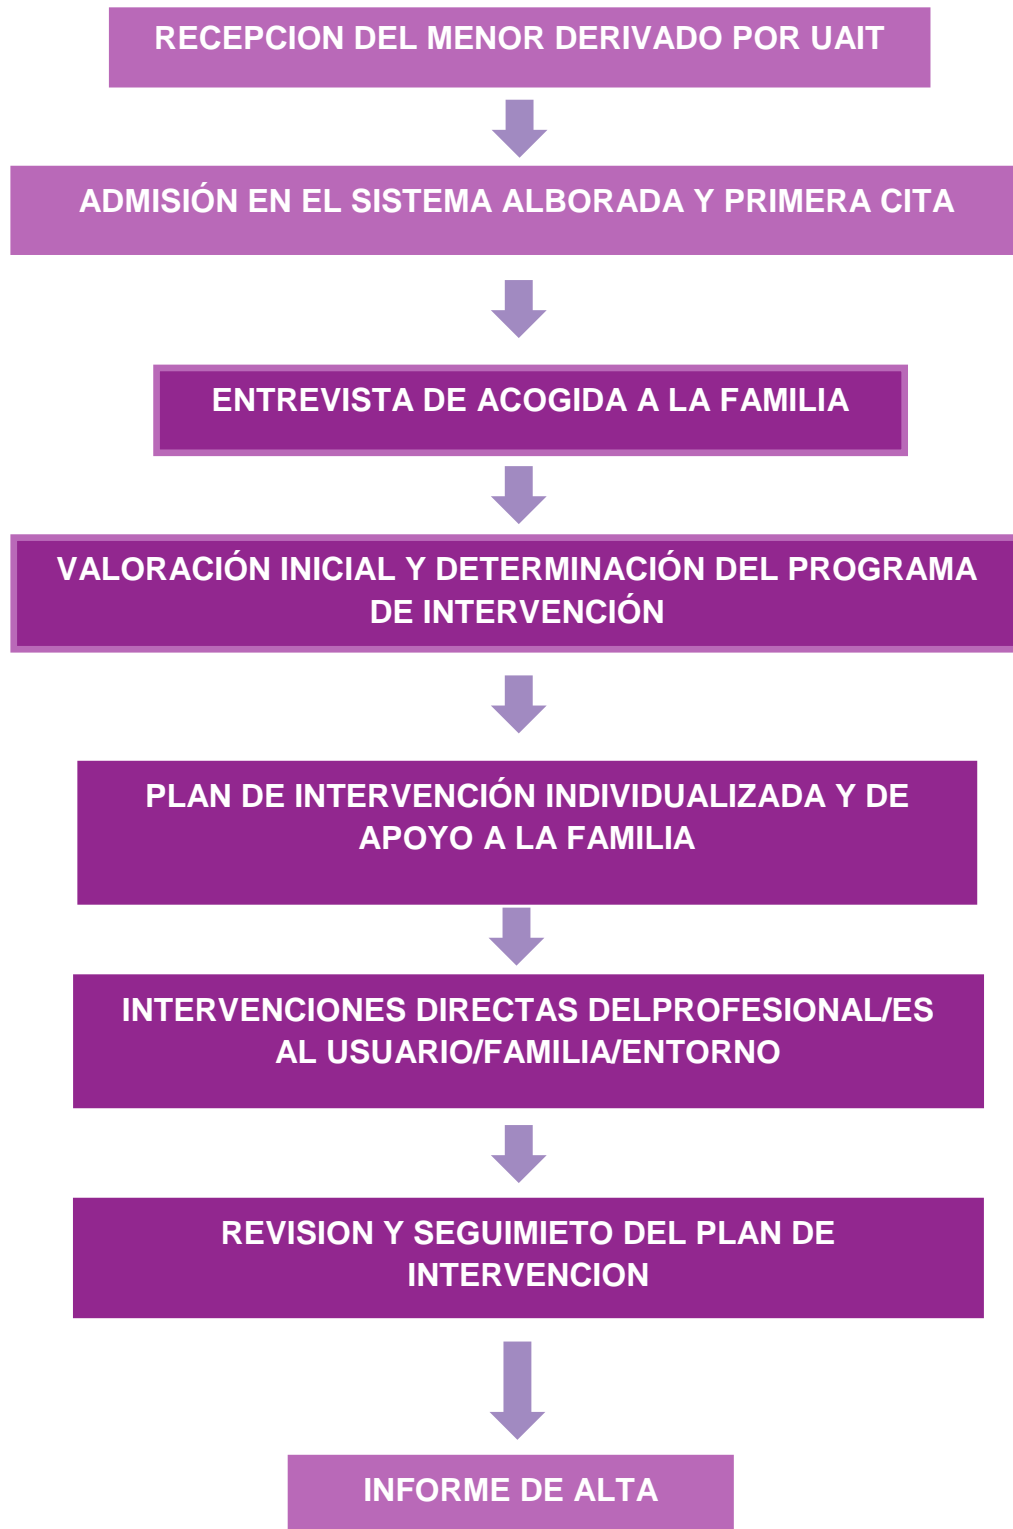 RECEPCION DEL MENOR DERIVADO POR UAIT
ADMISIÓN EN EL SISTEMA ALBORADA Y PRIMERA CITA
ENTREVISTA DE ACOGIDA A LA FAMILIA
VALORACIÓN INICIAL Y DETERMINACIÓN DEL PROGRAMA
DE INTERVENCIÓN
PLAN DE INTERVENCIÓN INDIVIDUALIZADA Y DE
APOYO A LA FAMILIA
INTERVENCIONES DIRECTAS DELPROFESIONAL/ES
AL USUARIO/FAMILIA/ENTORNO
REVISION Y SEGUIMIETO DEL PLAN DE
INTERVENCION
INFORME DE ALTA